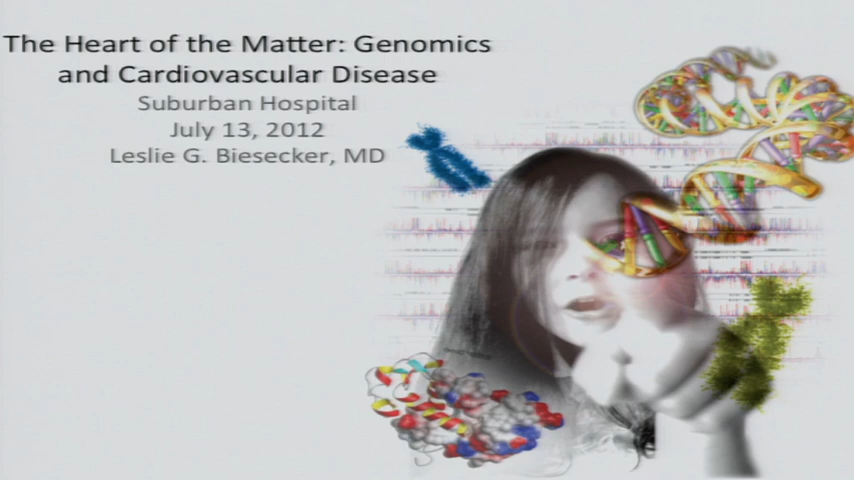 The Heart of the Matter: Genomics
and Cardiovascular Disease
Suburban Hospital
July 13, 2012
Leslie G. Biesecker, MD